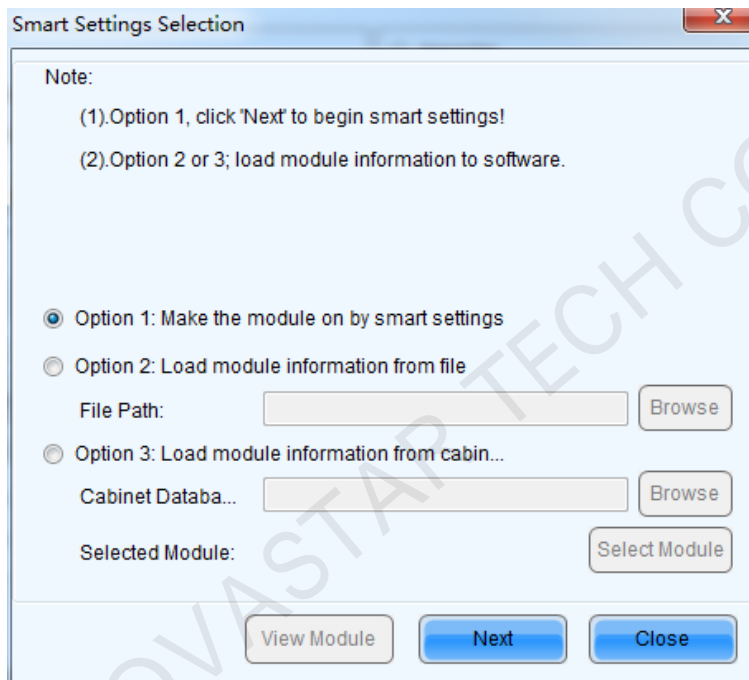 Smart Settings Selection
Note:
(1).Option 1, click 'Next' to begin smart settings!
(2).Option 2 or 3; load module information to software.
Option 1: Make the module on by smart settings
Option 2: Load module information from file
File Path:
Browse
Option 3: Load module information from cabin...
Cabinet Databa...
Browse
Selected Module:
Select Module
View Module
Next
Close
OVASTAR TECH CO